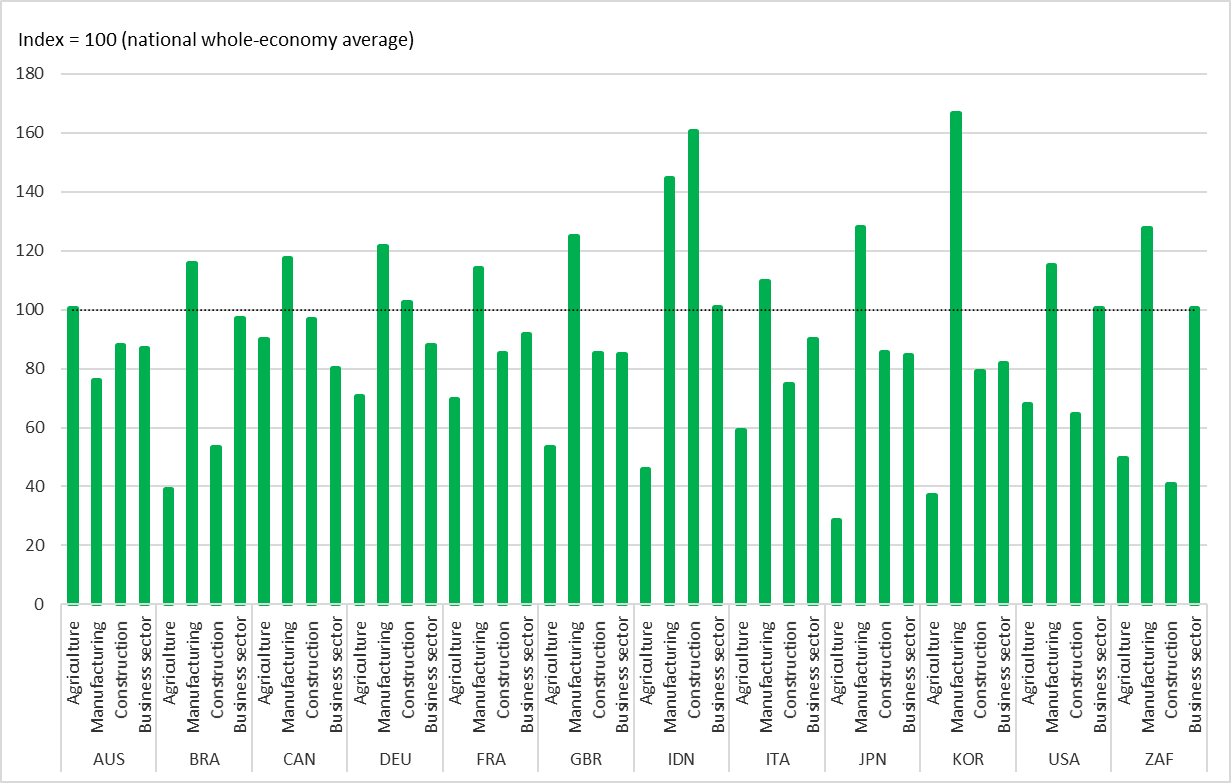 Index = 100 (national whole-economy average)
180
160
140
120
100
80
60
40
20
0
Agriculture
Manufacturing
Construction
Business sector
Agriculture
Manufacturing
Construction
Business sector
Agriculture
Manufacturing
Construction
Business sector
Agriculture
Manufacturing
Construction
Business sector
Agriculture
Manufacturing
Construction
Business sector
Agriculture
Manufacturing
Construction
Business sector
Agriculture
Manufacturing
Construction
Business sector
Agriculture
Manufacturing
Construction
Business sector
Agriculture
Manufacturing
Construction
Business sector
Agriculture
Manufacturing
Construction
Business sector
Agriculture
Manufacturing
Construction
Business sector
Agriculture
Manufacturing
Construction
Business sector
AUS BRA CAN DEU FRA GBR IDN ITA JPN KOR USA ZAF